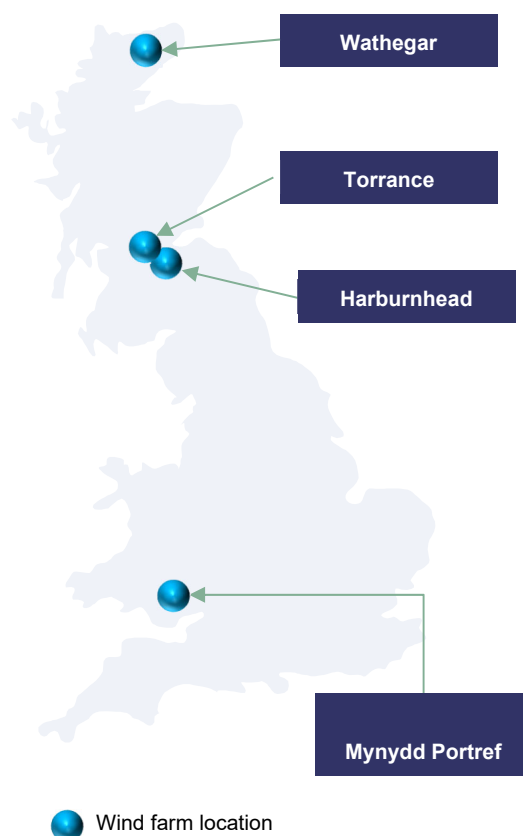 Wathegar
Torrance
Harburnhead
Mynydd Portref
Wind farm location